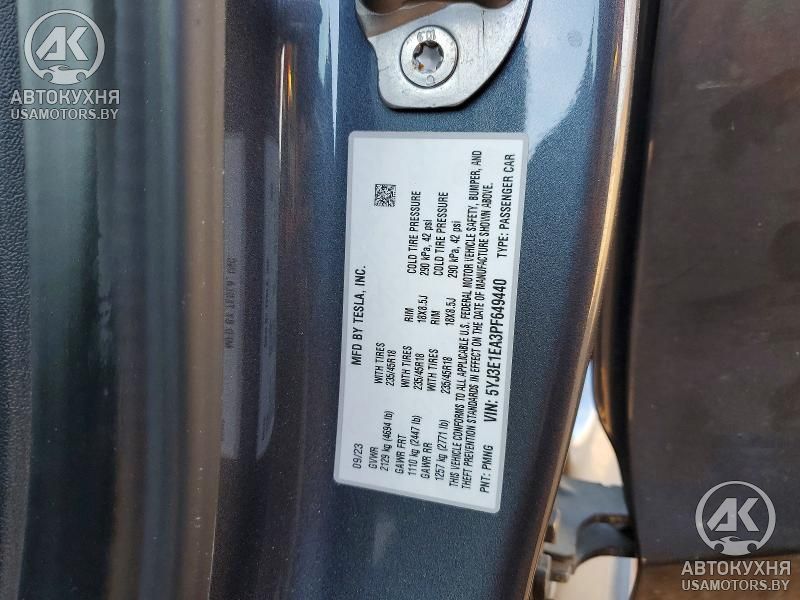 AK
АВТОКУХНЯ
USAMOTORS.BY
10.9
MFD BY TESLA, INC.
09/23
GVWR
2129 kg (4694 lb)
GAWR FRT
1110 kg (2447 lb)
GAWR RR
1257 kg (2771 lb)
WITH TIRES
235/45R18
WITH TIRES
235/45R18
RIM
18X8.5J
RIM
18X8.5J
COLD TIRE PRESSURE
290 kPa, 42 psi
COLD TIRE PRESSURE
290 kPa, 42 psi
THIS VEHICLE CONFORMS TO ALL APPLICABLE U.S. FEDERAL MOTOR VEHICLE SAFETY, BUMPER, AND
THEFT PREVENTION STANDARDS IN EFFECT ON THE DATE OF MANUFACTURE SHOWN ABOVE.
VIN: 5YJ3E1EA3PF649440
PNT: PMNG
TYPE: PASSENGER CAR
AK
АВТОКУХНЯ
USAMOTORS.BY